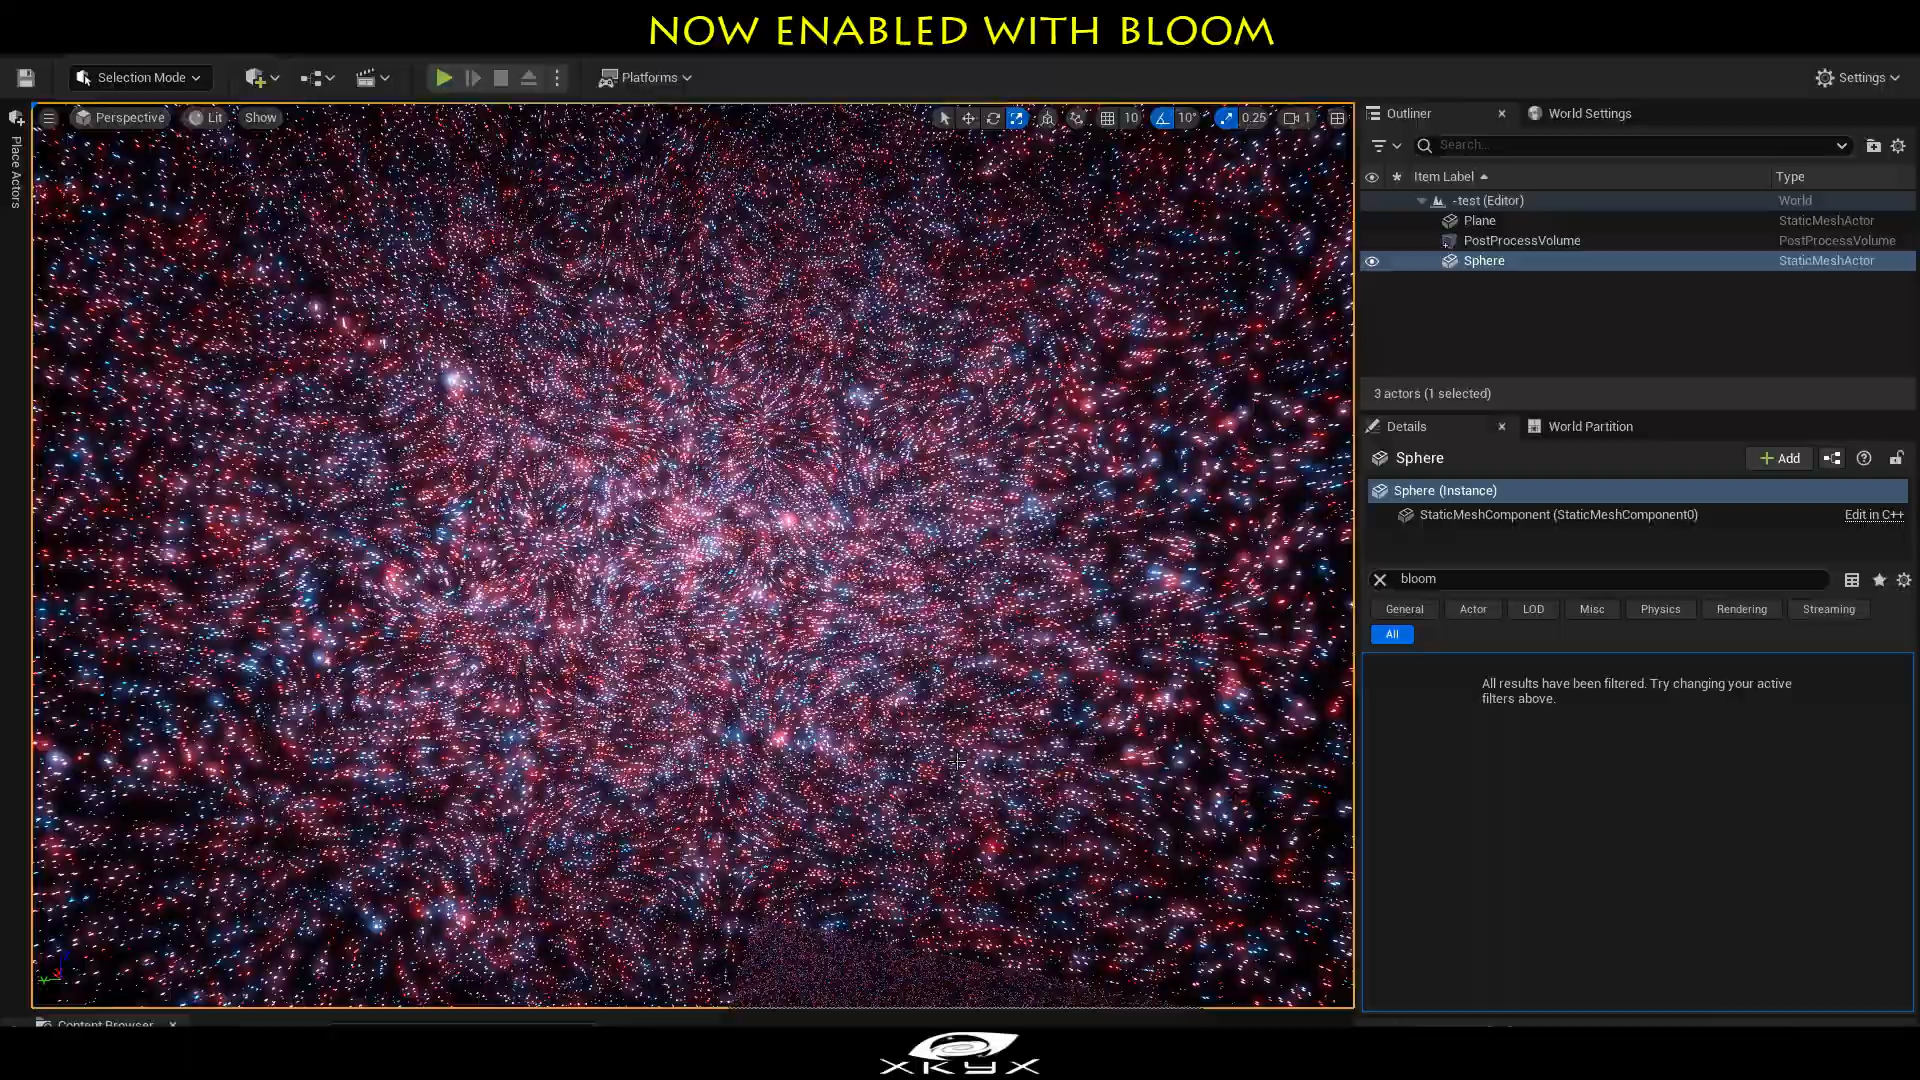 NOW ENABLED WITH BLOOM
Selection Mode
Platforms
Settings
Place Actors
Perspective
Lit
Show
10
10°
0.25
1
Outliner
World Settings
Search...
Item Label
Type
-test (Editor)
World
Plane
StaticMeshActor
PostProcessVolume
PostProcessVolume
Sphere
StaticMeshActor
3 actors (1 selected)
Details
World Partition
Sphere
Add
Sphere (Instance)
StaticMeshComponent (StaticMeshComponent0)
Edit in C++
bloom
General
Actor
LOD
Misc
Physics
Rendering
Streaming
All
All results have been filtered. Try changing your active
filters above.
Content Browser
XKYX